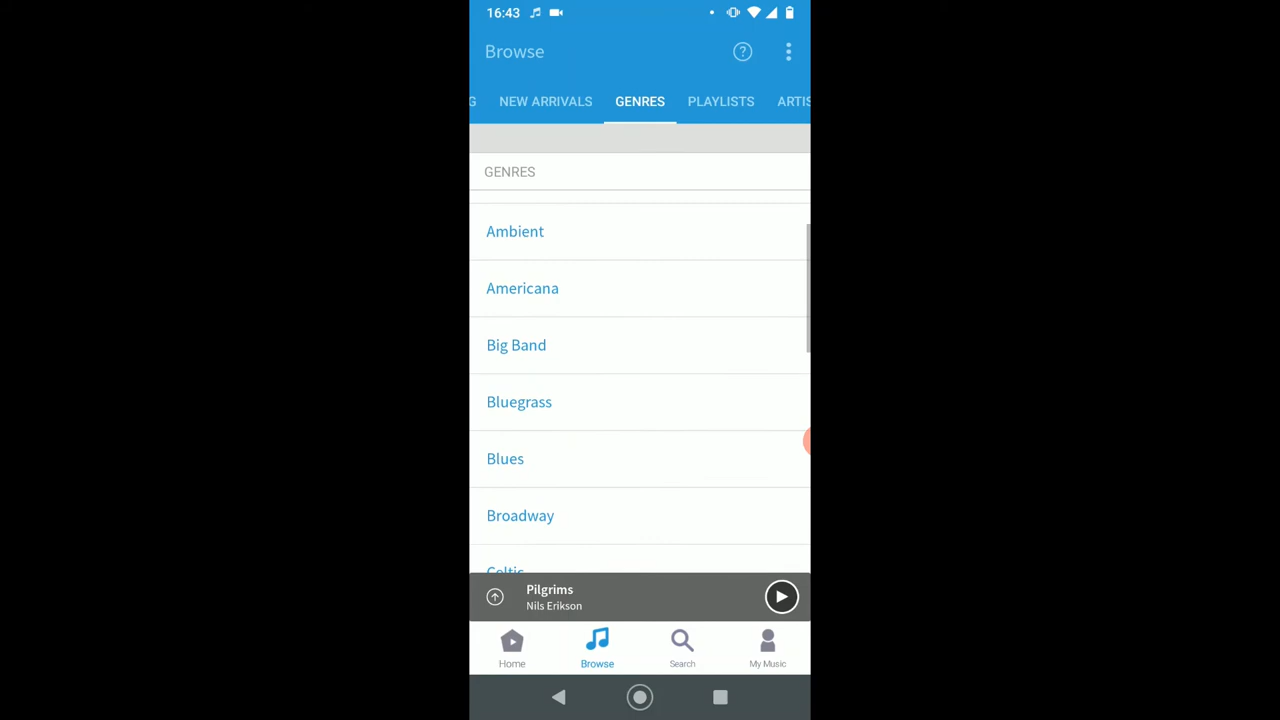 16:43
Browse
NEW ARRIVALS GENRES PLAYLISTS
GENRES
Ambient
Americana
Big Band
Bluegrass
Blues
Broadway
Celtic
Pilgrims
Nils Erikson
Home Browse Search My Music